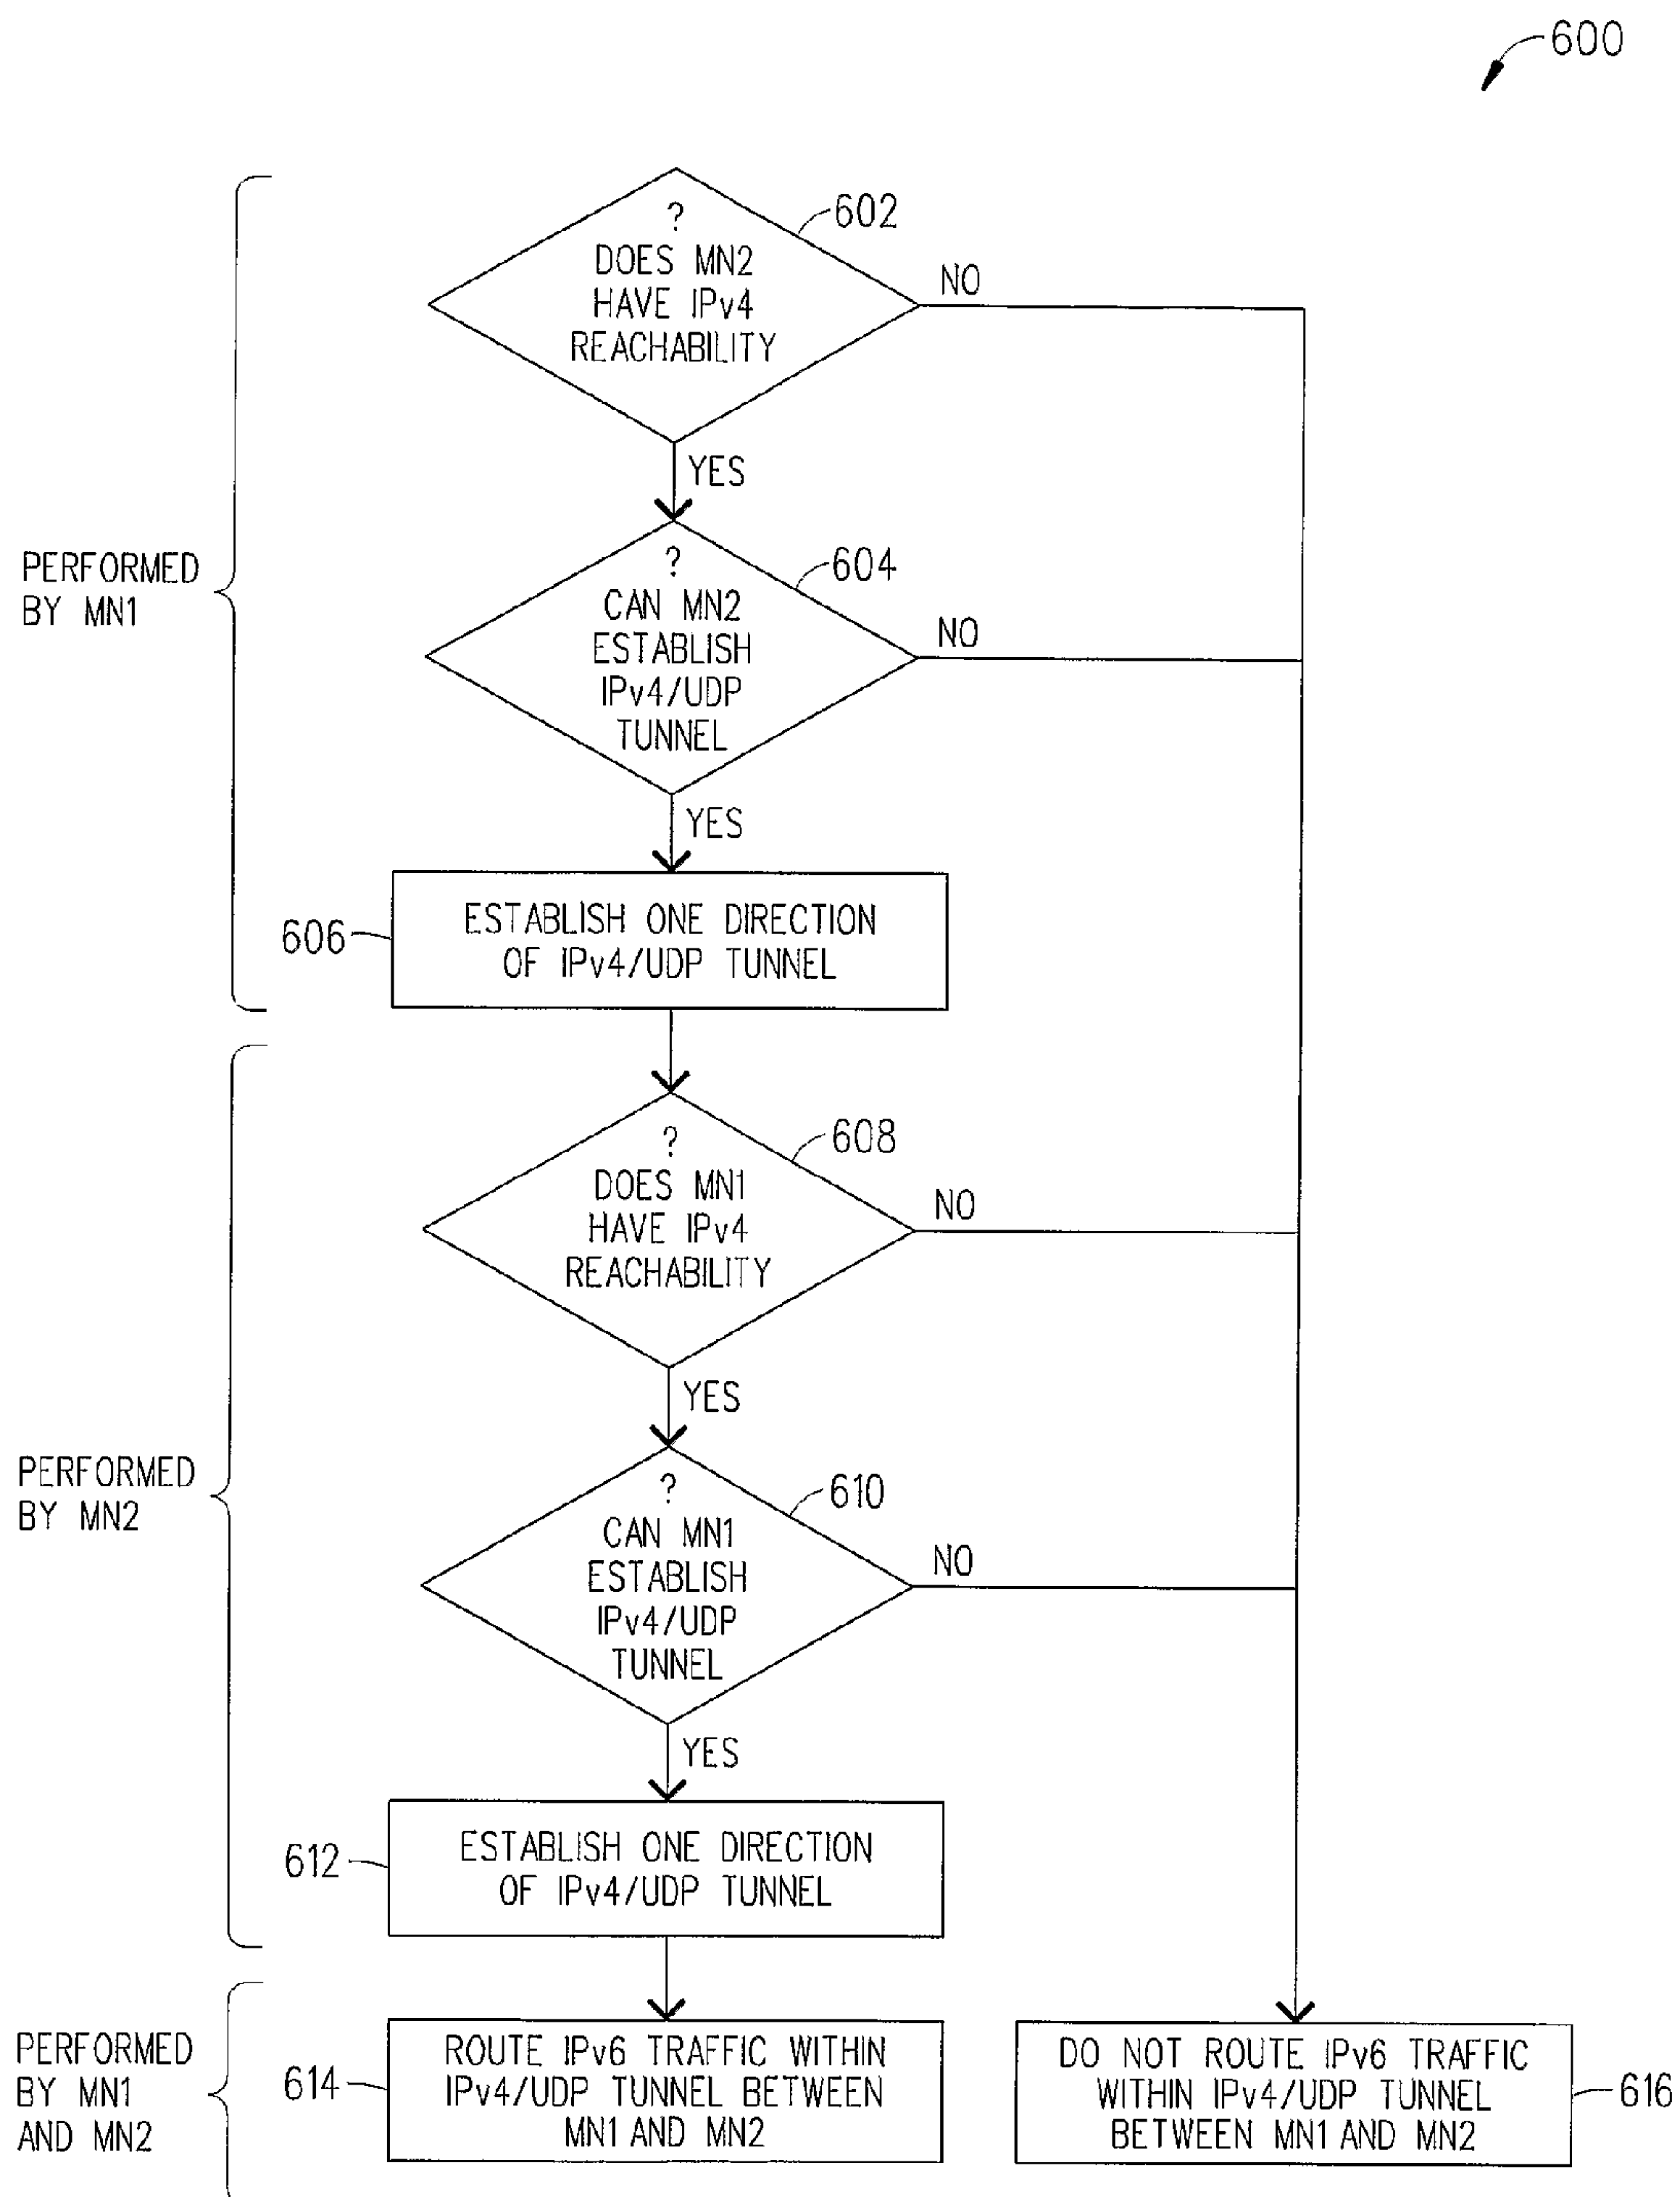 600
602
?
DOES MN2
HAVE IPv4
REACHABILITY
NO
YES
604
?
CAN MN2
ESTABLISH
IPv4/UDP
TUNNEL
NO
PERFORMED
BY MN1
YES
606
ESTABLISH ONE DIRECTION
OF IPv4/UDP TUNNEL
608
?
DOES MN1
HAVE IPv4
REACHABILITY
NO
YES
PERFORMED
BY MN2
610
?
CAN MN1
ESTABLISH
IPv4/UDP
TUNNEL
NO
YES
612
ESTABLISH ONE DIRECTION
OF IPv4/UDP TUNNEL
PERFORMED
BY MN1
AND MN2
614
ROUTE IPv6 TRAFFIC WITHIN
IPv4/UDP TUNNEL BETWEEN
MN1 AND MN2
DO NOT ROUTE IPv6 TRAFFIC
WITHIN IPv4/UDP TUNNEL
BETWEEN MN1 AND MN2
616